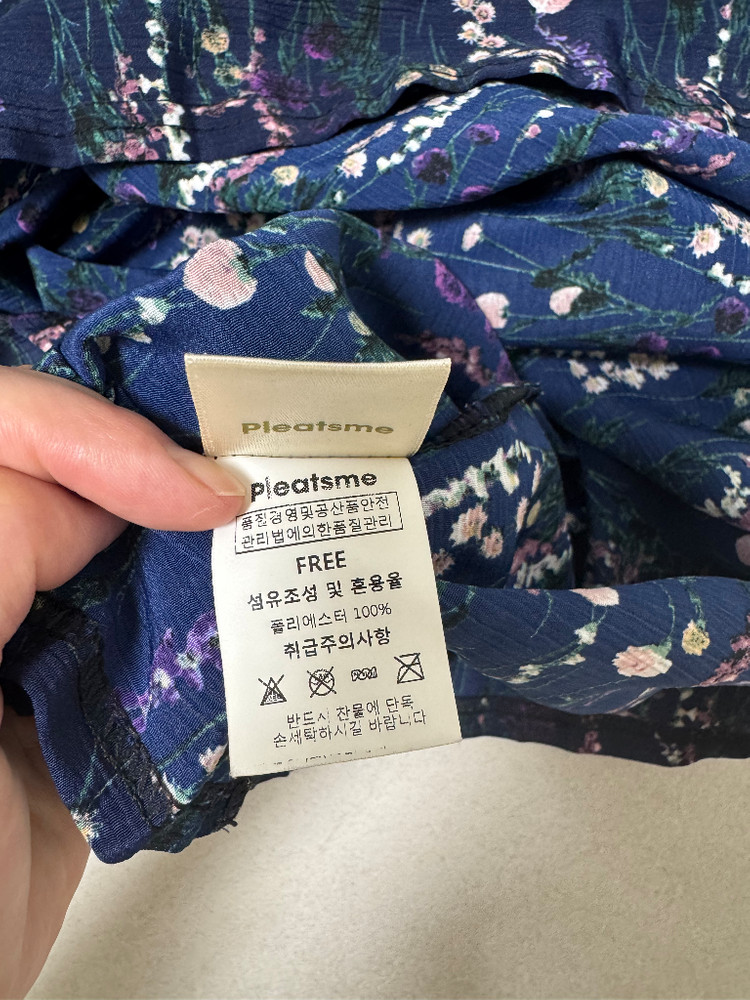 Pleatsme
Pleatsme
품질경영및공산품안전
관리법에의한품질관리
FREE
섬유조성 및 혼용율
폴리에스터 100%
취급주의사항
반드시 찬물에 단독
손세탁하시길 바랍니다